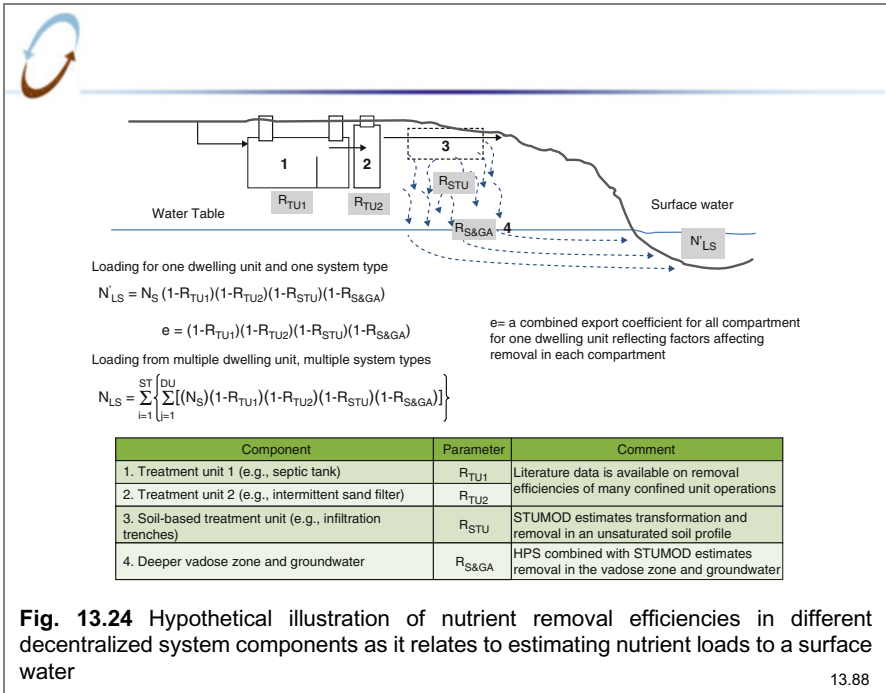 1
2
3
R_TU1
R_TU2
R_STU
Water Table
Surface water
R_S&GA 4
N'_LS
Loading for one dwelling unit and one system type
N'_LS = N_S (1-R_TU1)(1-R_TU2)(1-R_STU)(1-R_S&GA)
e = (1-R_TU1)(1-R_TU2)(1-R_STU)(1-R_S&GA)
e= a combined export coefficient for all compartment
for one dwelling unit reflecting factors affecting
removal in each compartment
Loading from multiple dwelling unit, multiple system types
N_LS = Σ_{i=1}^{ST} {Σ_{j=1}^{DU} [(N_S)(1-R_TU1)(1-R_TU2)(1-R_STU)(1-R_S&GA)]}
Component Parameter Comment
1. Treatment unit 1 (e.g., septic tank) R_TU1 Literature data is available on removal
efficiencies of many confined unit operations
2. Treatment unit 2 (e.g., intermittent sand filter) R_TU2
3. Soil-based treatment unit (e.g., infiltration
trenches) R_STU STUMOD estimates transformation and
removal in an unsaturated soil profile
4. Deeper vadose zone and groundwater R_S&GA HPS combined with STUMOD estimates
removal in the vadose zone and groundwater
Fig. 13.24 Hypothetical illustration of nutrient removal efficiencies in different
decentralized system components as it relates to estimating nutrient loads to a surface
water
13.88